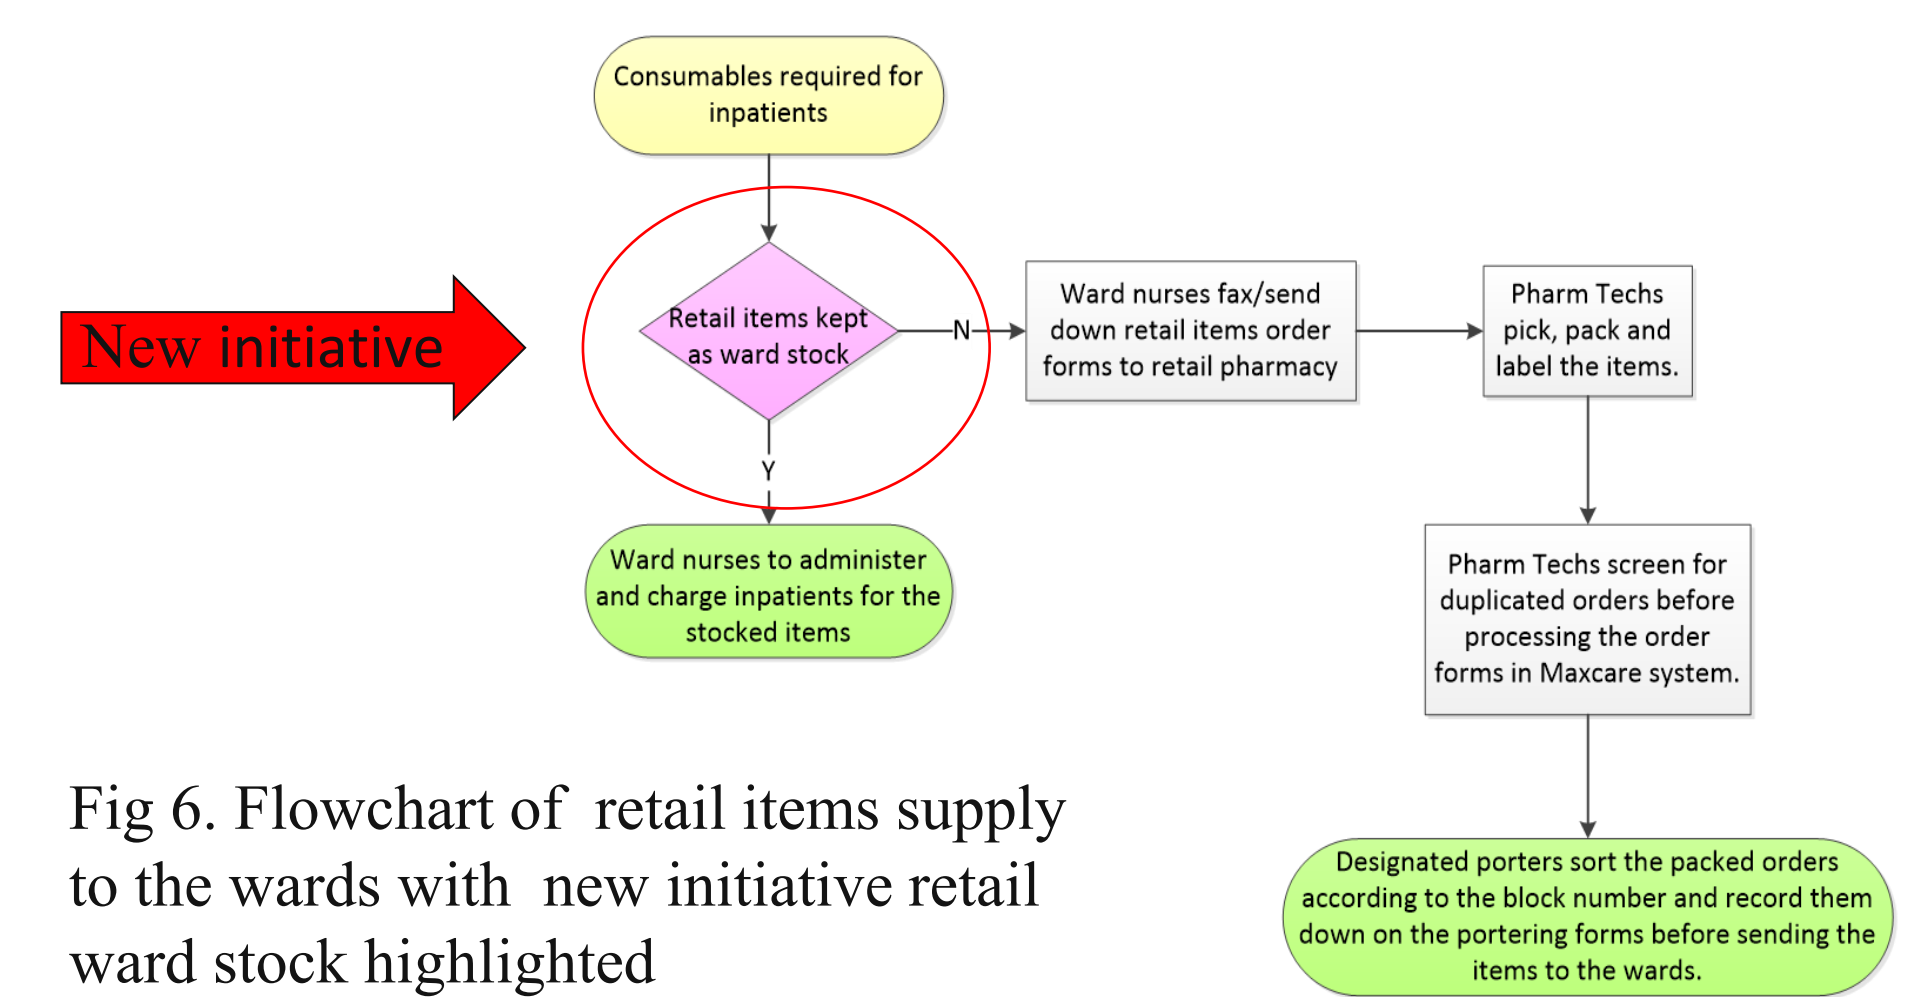 Consumables required for
inpatients
New initiative
Retail items kept
as ward stock
N
Ward nurses fax/send
down retail items order
forms to retail pharmacy
Pharm Techs
pick, pack and
label the items.
Y
Ward nurses to administer
and charge inpatients for the
stocked items
Pharm Techs screen for
duplicated orders before
processing the order
forms in Maxcare system.
Designated porters sort the packed orders
according to the block number and record them
down on the portering forms before sending the
items to the wards.
Fig 6. Flowchart of retail items supply
to the wards with new initiative retail
ward stock highlighted